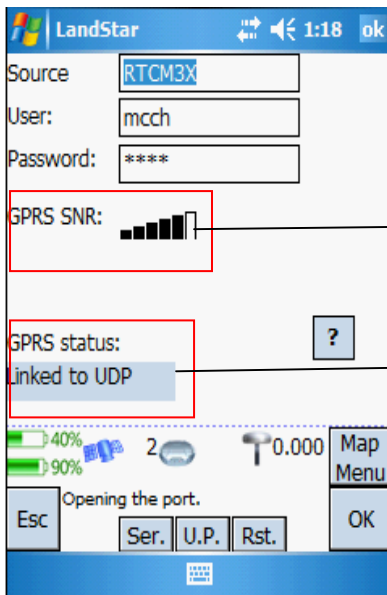 LandStar 1:18 ok
Source RTCM3X
User: mcch
Password: ****
GPRS SNR:
GPRS status: ?
Linked to UDP
40% 2 0.000 Map
90% Menu
Opening the port.
Esc Ser. U.P. Rst. OK